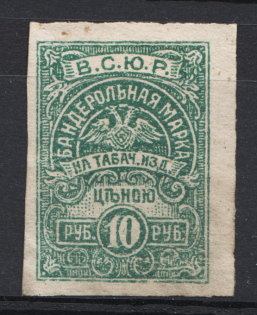 В.С.Ю.Р.
БАНДЕРОЛЬНАЯ МАРКА
НА ТАБАЧ. ИЗД.
ЦѢНОЮ
РУБ. 10 РУБ.